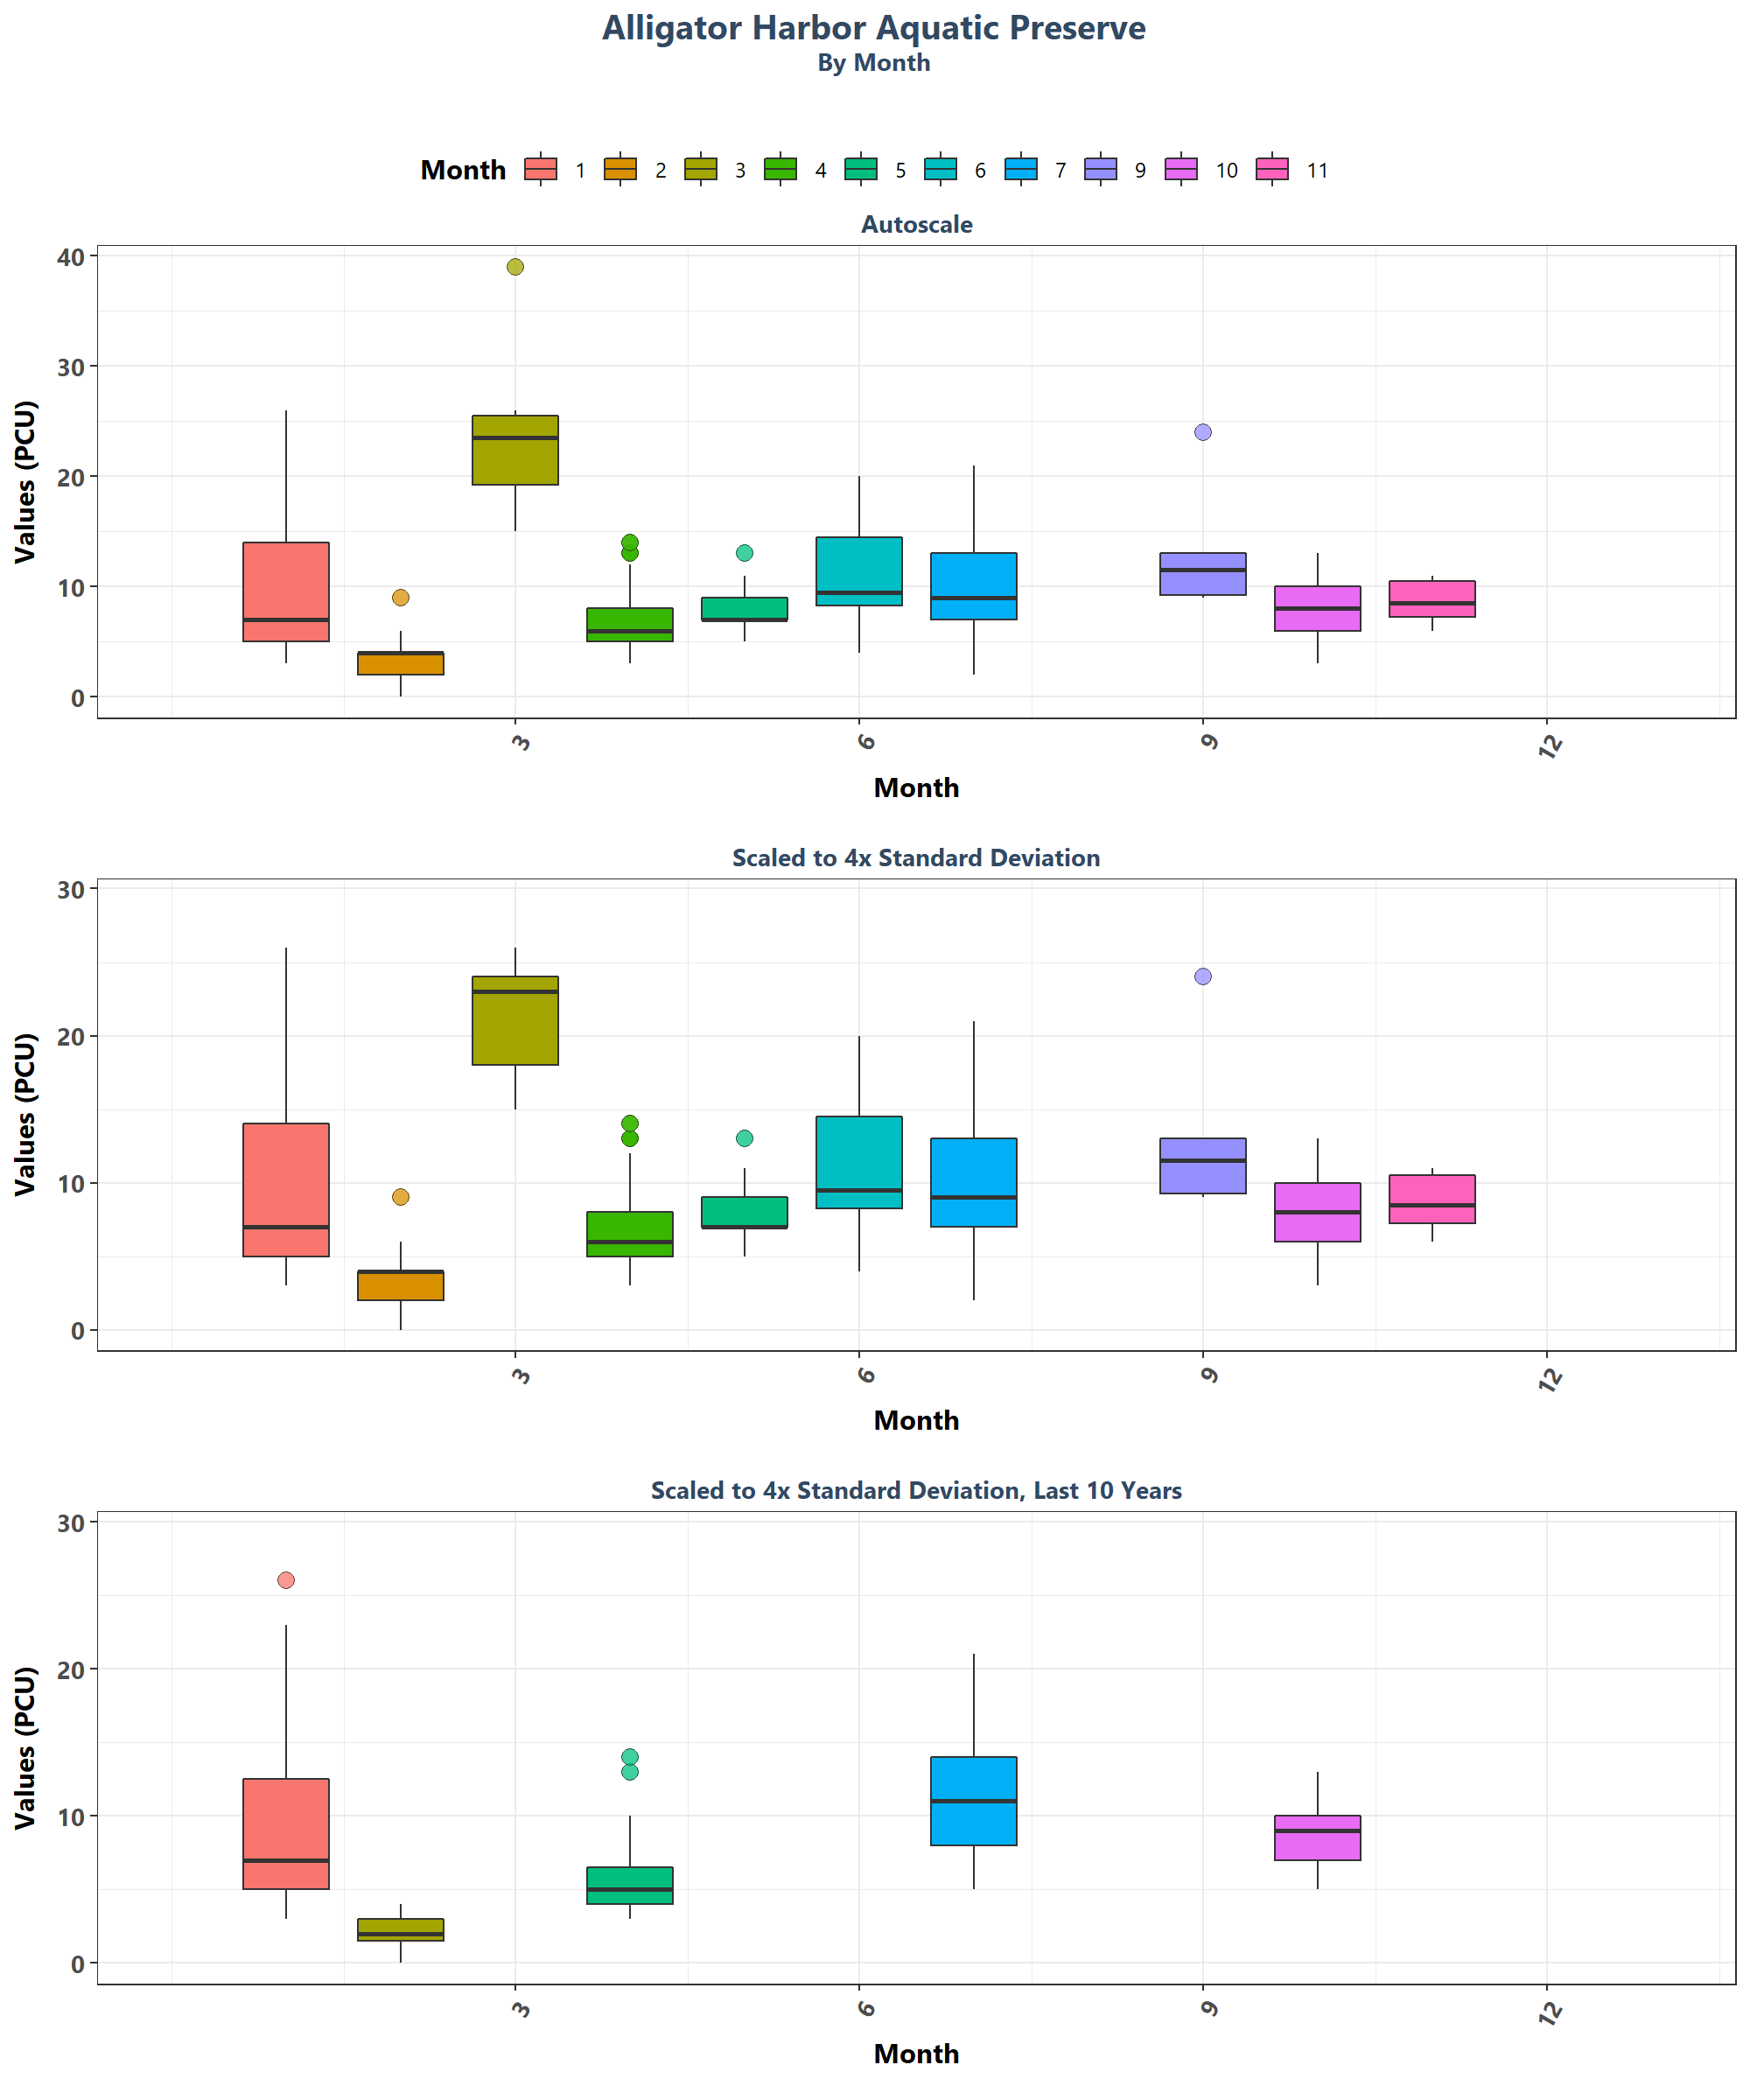 Alligator Harbor Aquatic Preserve
By Month
Month 1 2 3 4 5 6 7 9 10 11
Autoscale
Values (PCU)
40
30
20
10
0
3 6 9 12
Month
Scaled to 4x Standard Deviation
Values (PCU)
30
20
10
0
3 6 9 12
Month
Scaled to 4x Standard Deviation, Last 10 Years
Values (PCU)
30
20
10
0
3 6 9 12
Month